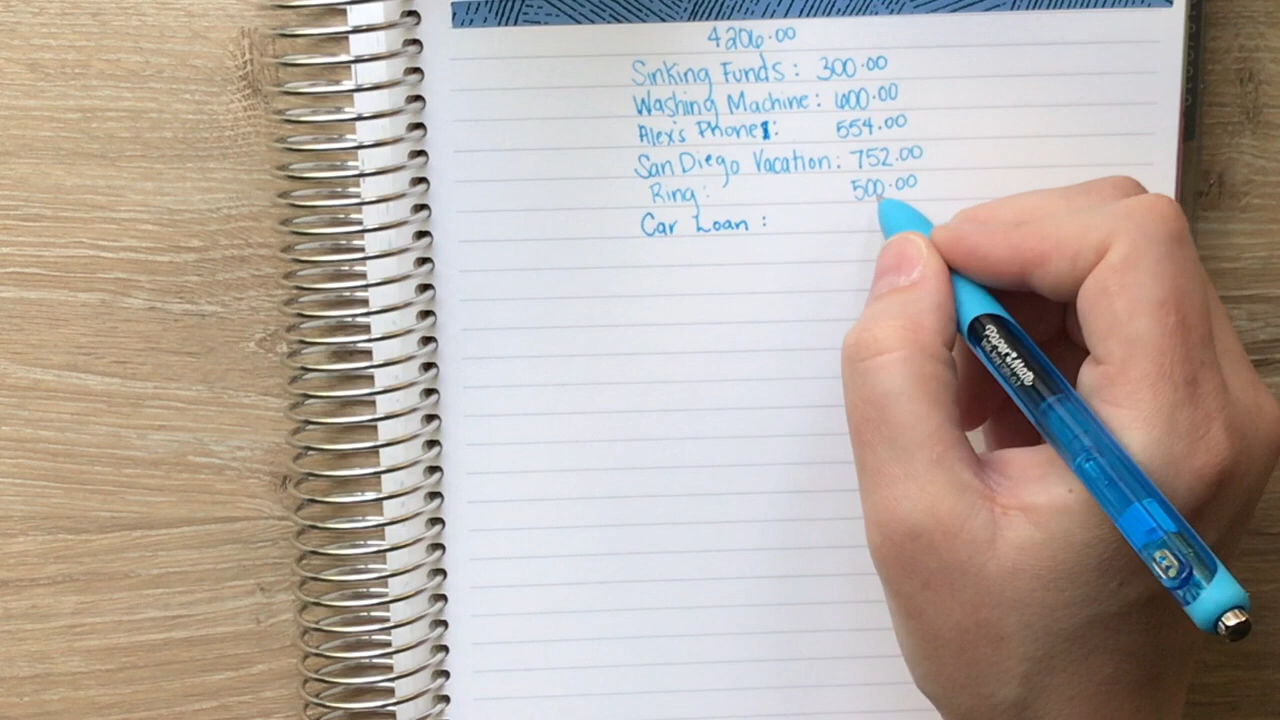 4206.00
Sinking Funds: 300.00
Washing Machine: 600.00
Alex's Phone: 554.00
San Diego Vacation: 752.00
Ring: 500.00
Car Loan:
Paper Mate